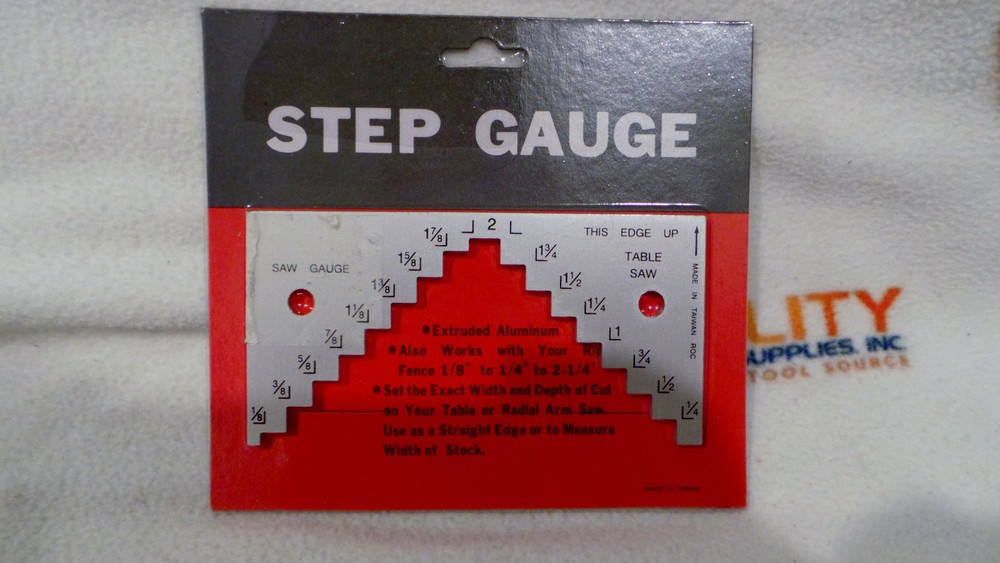 STEP GAUGE
2
1⅞
1¾
THIS EDGE UP
1⅝
1½
TABLE
SAW
SAW GAUGE
1⅜
1¼
MADE IN TAIWAN ROC
1⅛
1
⅞
¾
⅝
½
⅜
¼
⅛
•Extruded Aluminum
•Also Works with Your Rip
Fence 1/8" to 1/4" to 2-1/4"
•Set the Exact Width and Depth of Cut
on Your Table or Radial Arm Saw.
Use as a Straight Edge or to Measure
Width of Stock.
MADE IN TAIWAN
LITY
UPPLIES, INC.
TOOL SOURCE